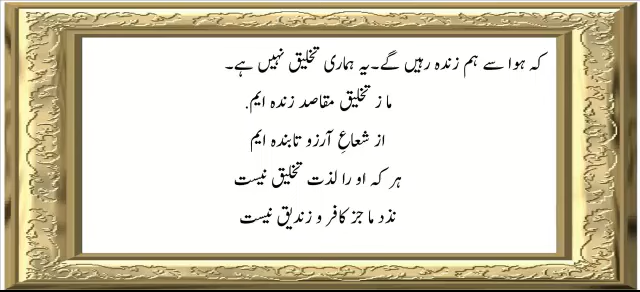 کہ ہوا سے ہم زندہ رہیں گے۔یہ ہماری تخلیق نہیں ہے۔
ما ز تخلیق مقاصد زندہ ایم.
از شعاعِ آرزو تابندہ ایم
ہر کہ او را لذت تخلیق نیست
نذد ما جز کافر و زندیق نیست